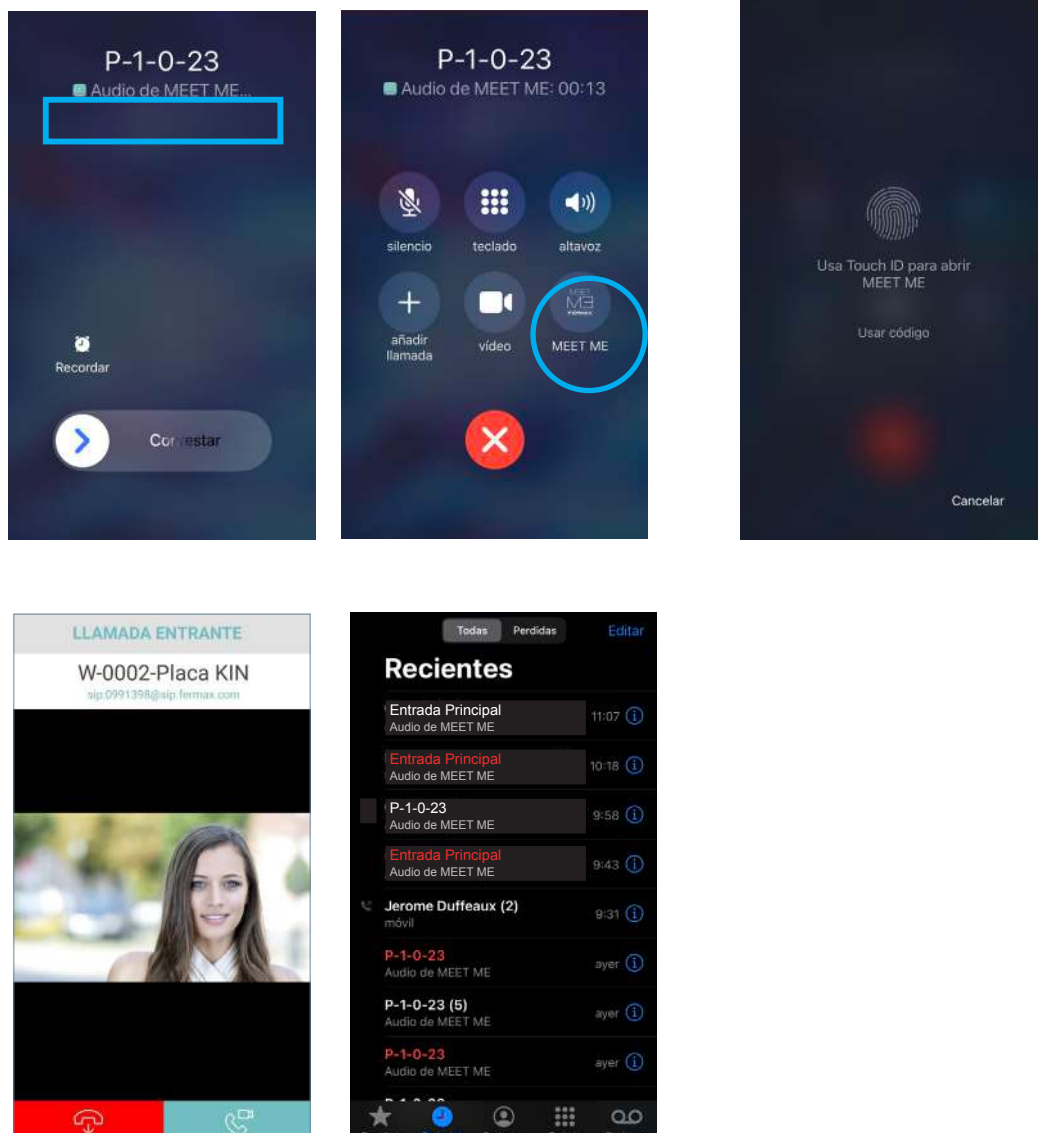 P-1-0-23
Audio de MEET ME...
Recordar
P-1-0-23
Audio de MEET ME: 00:13
silencio
teclado
altavoz
añadir
llamada
vídeo
MEET
FERMAX
MEET ME
Usa Touch ID para abrir
MEET ME
Usar código
Cancelar
LLAMADA ENTRANTE
W-0002-Placa KIN
sip:0991398@sip.fermax.com
Todas Perdidas Editar
Recientes
Entrada Principal
Audio de MEET ME
11:07
Entrada Principal
Audio de MEET ME
10:18
P-1-0-23
Audio de MEET ME
9:58
Entrada Principal
Audio de MEET ME
9:43
Jerome Duffeaux (2)
móvil
9:31
P-1-0-23
Audio de MEET ME
ayer
P-1-0-23 (5)
Audio de MEET ME
ayer
P-1-0-23
Audio de MEET ME
ayer